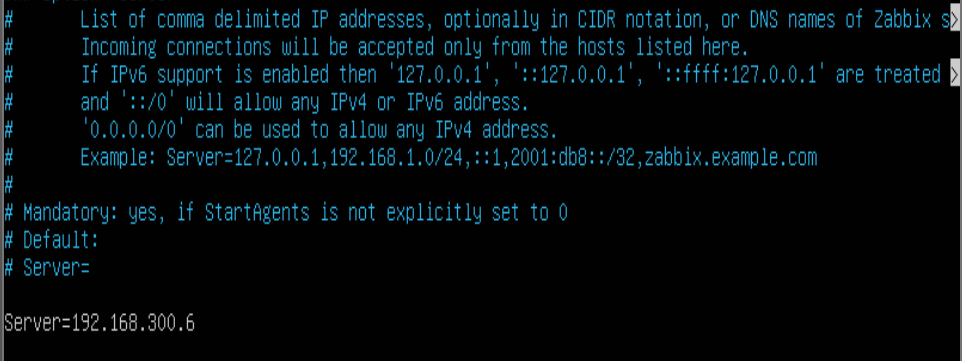 # List of comma delimited IP addresses, optionally in CIDR notation, or DNS names of Zabbix s>
# Incoming connections will be accepted only from the hosts listed here.
# If IPv6 support is enabled then '127.0.0.1', '::127.0.0.1', '::ffff:127.0.0.1' are treated >
# and '::/0' will allow any IPv4 or IPv6 address.
# '0.0.0.0/0' can be used to allow any IPv4 address.
# Example: Server=127.0.0.1,192.168.1.0/24,::1,2001:db8::/32,zabbix.example.com
#
# Mandatory: yes, if StartAgents is not explicitly set to 0
# Default:
# Server=
Server=192.168.300.6